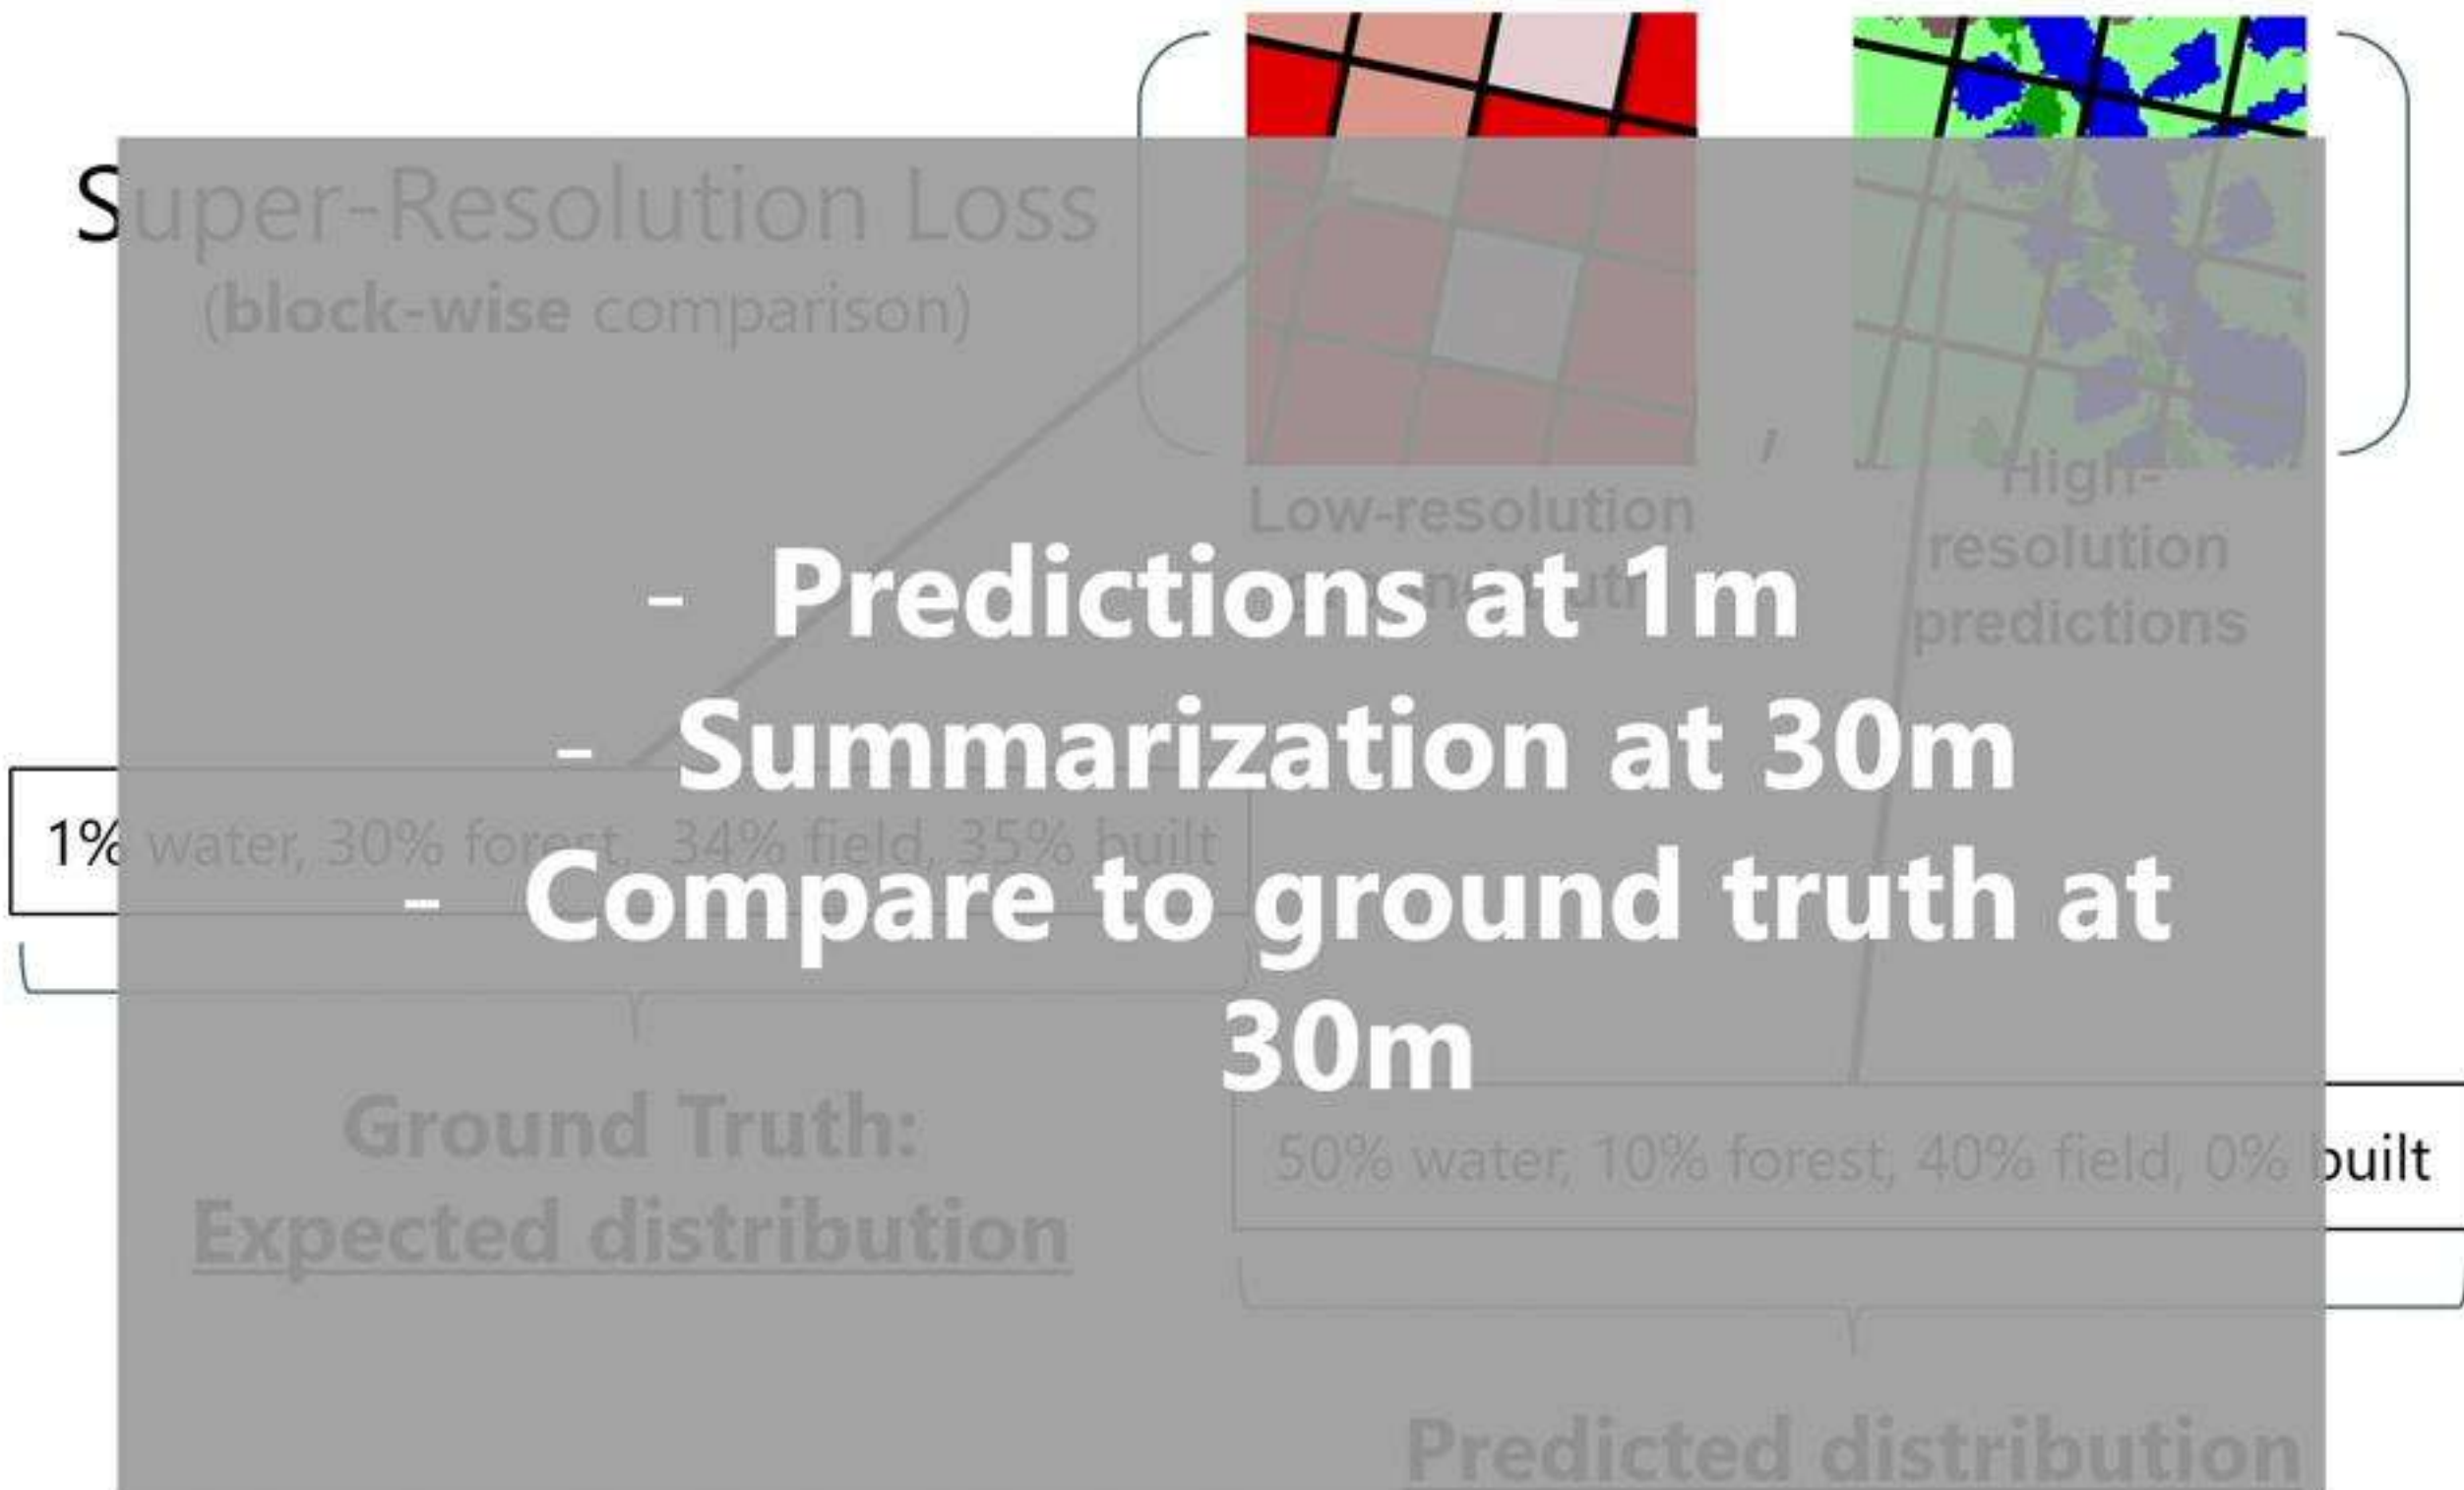 Super-Resolution Loss
(block-wise comparison)
,
Low-resolution
ground truth
High-
resolution
predictions
- Predictions at 1m
- Summarization at 30m
- Compare to ground truth at
30m
1% water, 30% forest, 34% field, 35% built
Ground Truth:
Expected distribution
50% water, 10% forest, 40% field, 0% built
Predicted distribution